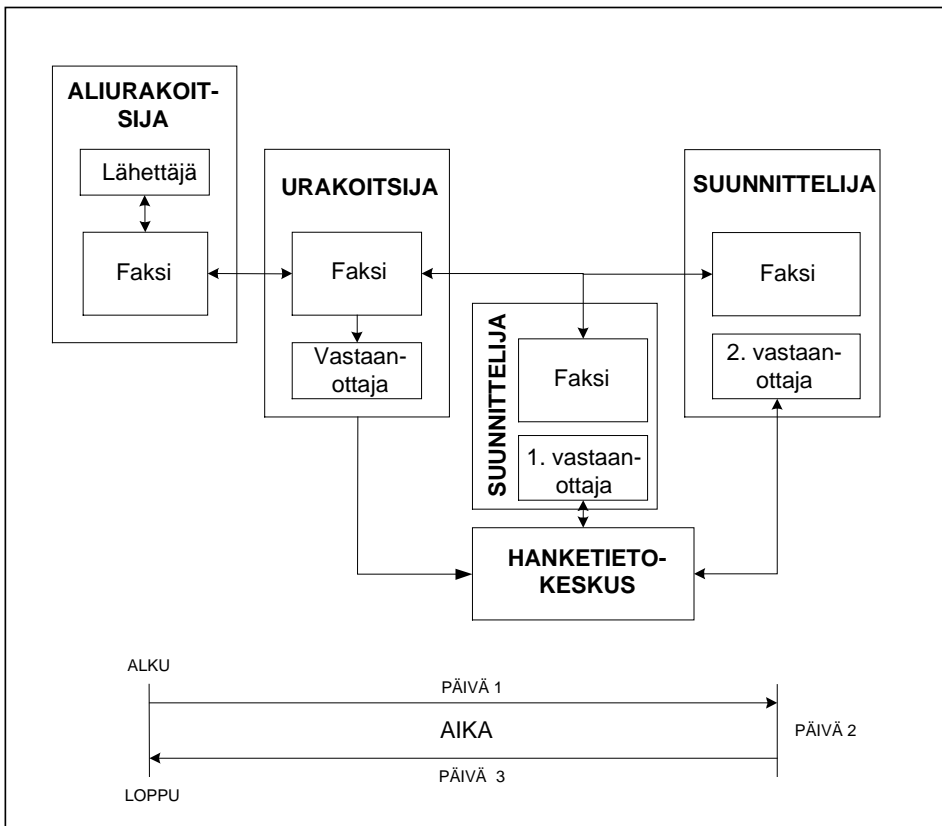 ALIURAKOIT-
SIJA
Lähettäjä
Faksi
URAKOITSIJA
Faksi
Vastaan-
ottaja
SUUNNITTELIJA
Faksi
1. vastaan-
ottaja
SUUNNITTELIJA
Faksi
2. vastaan-
ottaja
HANKETIETO-
KESKUS
ALKU
PÄIVÄ 1
AIKA
PÄIVÄ 2
PÄIVÄ 3
LOPPU